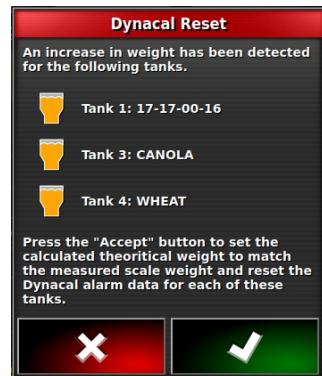 Dynacal Reset
An increase in weight has been detected
for the following tanks.
Tank 1: 17-17-00-16
Tank 3: CANOLA
Tank 4: WHEAT
Press the "Accept" button to set the
calculated theoritical weight to match
the measured scale weight and reset the
Dynacal alarm data for each of these
tanks.